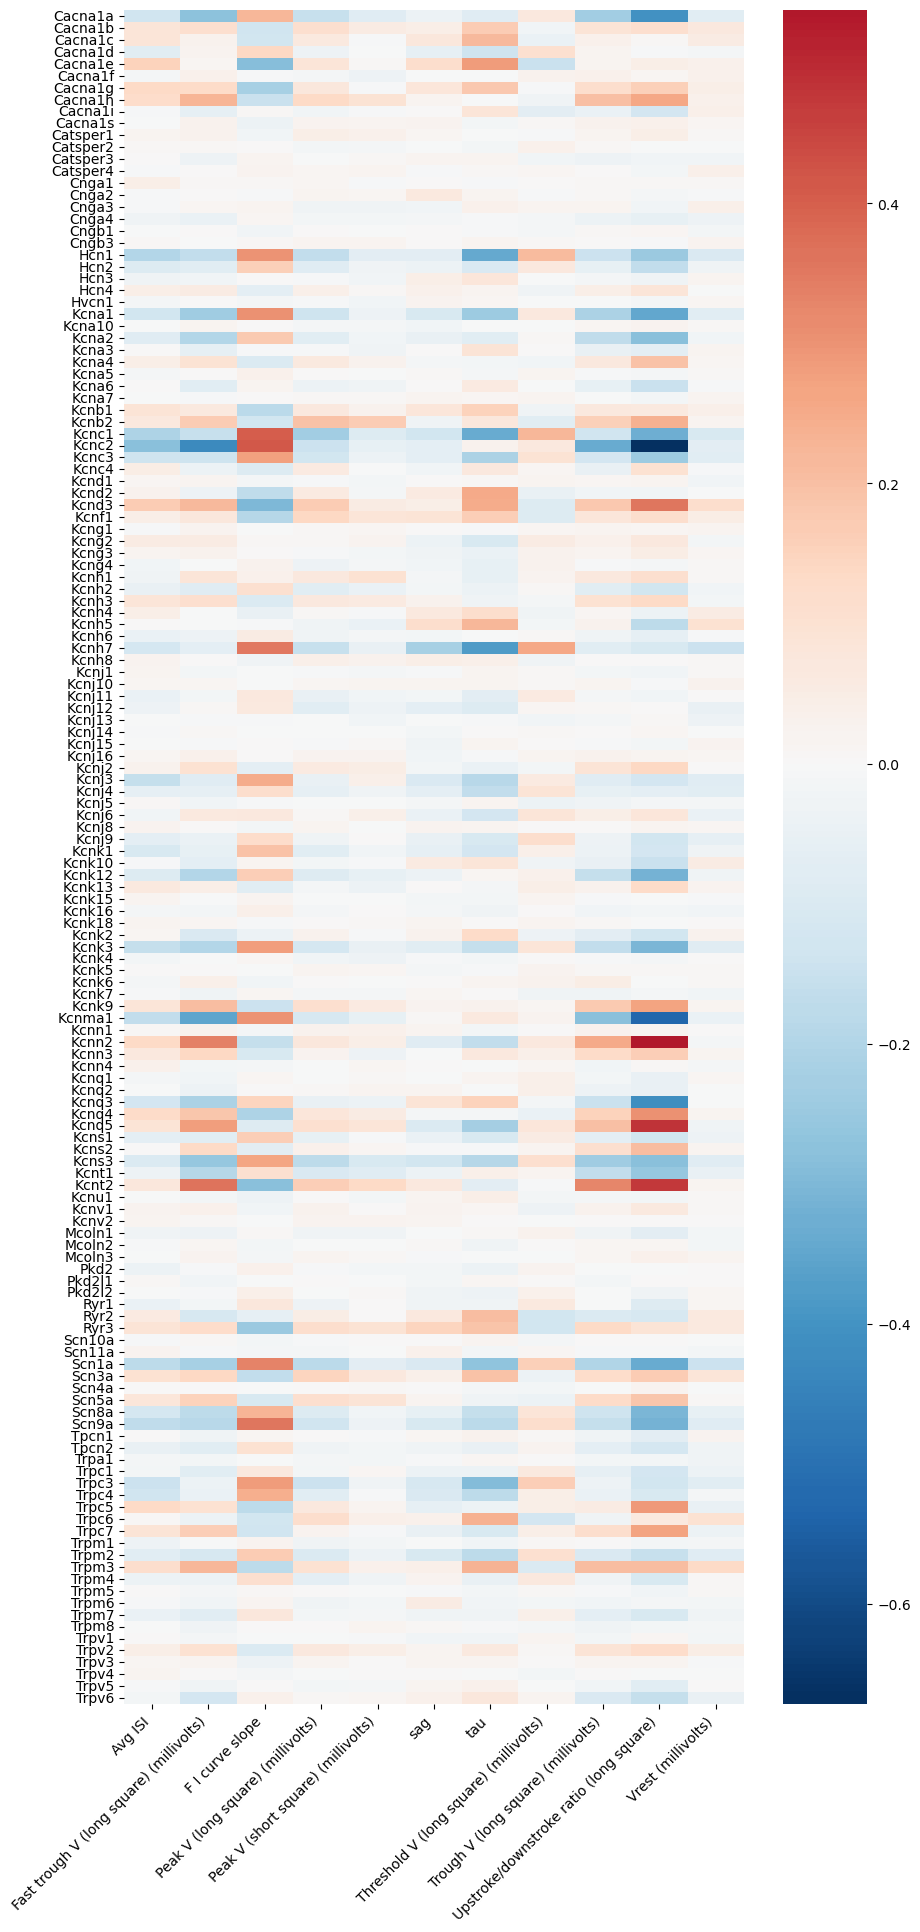 Cacna1a
Cacna1b
Cacna1c
Cacna1d
Cacna1e
Cacna1f
Cacna1g
Cacna1h
Cacna1i
Cacna1s
Catsper1
Catsper2
Catsper3
Catsper4
Cnga1
Cnga2
Cnga3
Cnga4
Cngb1
Cngb3
Hcn1
Hcn2
Hcn3
Hcn4
Hvcn1
Kcna1
Kcna10
Kcna2
Kcna3
Kcna4
Kcna5
Kcna6
Kcna7
Kcnb1
Kcnb2
Kcnc1
Kcnc2
Kcnc3
Kcnc4
Kcnd1
Kcnd2
Kcnd3
Kcnf1
Kcng1
Kcng2
Kcng3
Kcng4
Kcnh1
Kcnh2
Kcnh3
Kcnh4
Kcnh5
Kcnh6
Kcnh7
Kcnh8
Kcnj1
Kcnj10
Kcnj11
Kcnj12
Kcnj13
Kcnj14
Kcnj15
Kcnj16
Kcnj2
Kcnj3
Kcnj4
Kcnj5
Kcnj6
Kcnj8
Kcnj9
Kcnk1
Kcnk10
Kcnk12
Kcnk13
Kcnk15
Kcnk16
Kcnk18
Kcnk2
Kcnk3
Kcnk4
Kcnk5
Kcnk6
Kcnk7
Kcnk9
Kcnma1
Kcnn1
Kcnn2
Kcnn3
Kcnn4
Kcnq1
Kcnq2
Kcnq3
Kcnq4
Kcnq5
Kcns1
Kcns2
Kcns3
Kcnt1
Kcnt2
Kcnu1
Kcnv1
Kcnv2
Mcoln1
Mcoln2
Mcoln3
Pkd2
Pkd2l1
Pkd2l2
Ryr1
Ryr2
Ryr3
Scn10a
Scn11a
Scn1a
Scn3a
Scn4a
Scn5a
Scn8a
Scn9a
Tpcn1
Tpcn2
Trpa1
Trpc1
Trpc3
Trpc4
Trpc5
Trpc6
Trpc7
Trpm1
Trpm2
Trpm3
Trpm4
Trpm5
Trpm6
Trpm7
Trpm8
Trpv1
Trpv2
Trpv3
Trpv4
Trpv5
Trpv6
Avg ISI
Fast trough V (long square) (millivolts)
F I curve slope
Peak V (long square) (millivolts)
Peak V (short square) (millivolts)
sag
tau
Threshold V (long square) (millivolts)
Trough V (long square) (millivolts)
Upstroke/downstroke ratio (long square)
Vrest (millivolts)
0.4
0.2
0.0
−0.2
−0.4
−0.6